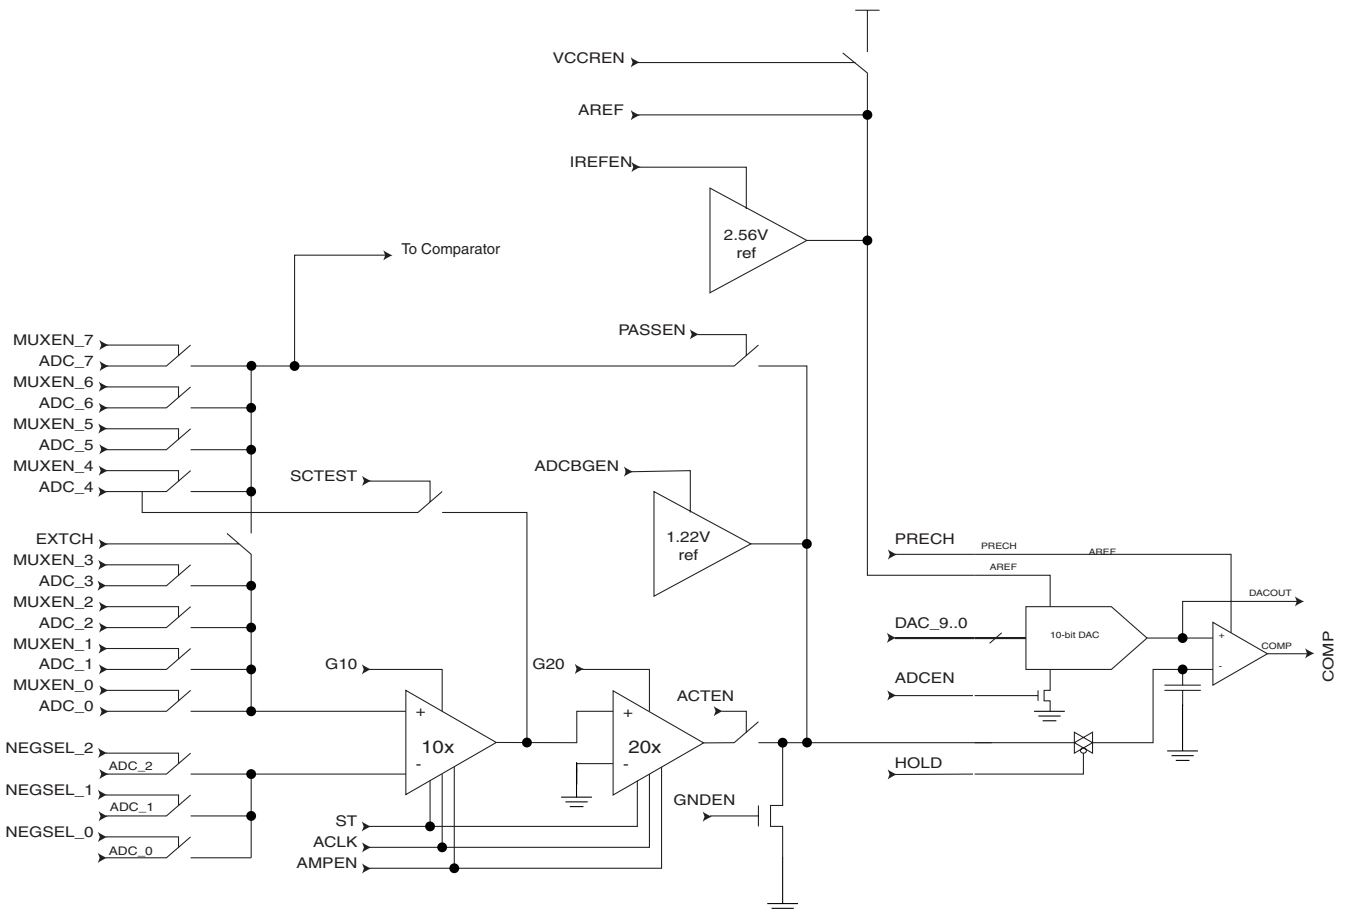 VCCREN
AREF
IREFEN
2.56V
ref
To Comparator
PASSEN
MUXEN_7
ADC_7
MUXEN_6
ADC_6
MUXEN_5
ADC_5
MUXEN_4
ADC_4
SCTEST
ADCBGEN
1.22V
ref
EXTCH
MUXEN_3
ADC_3
MUXEN_2
ADC_2
MUXEN_1
ADC_1
MUXEN_0
ADC_0
PRECH
PRECH
AREF
AREF
DACOUT
DAC_9..0
10-bit DAC
+
-
COMP
COMP
ADCEN
G10
G20
ACTEN
+
10x
-
+
20x
-
HOLD
NEGSEL_2
ADC_2
NEGSEL_1
ADC_1
NEGSEL_0
ADC_0
GNDEN
ST
ACLK
AMPEN